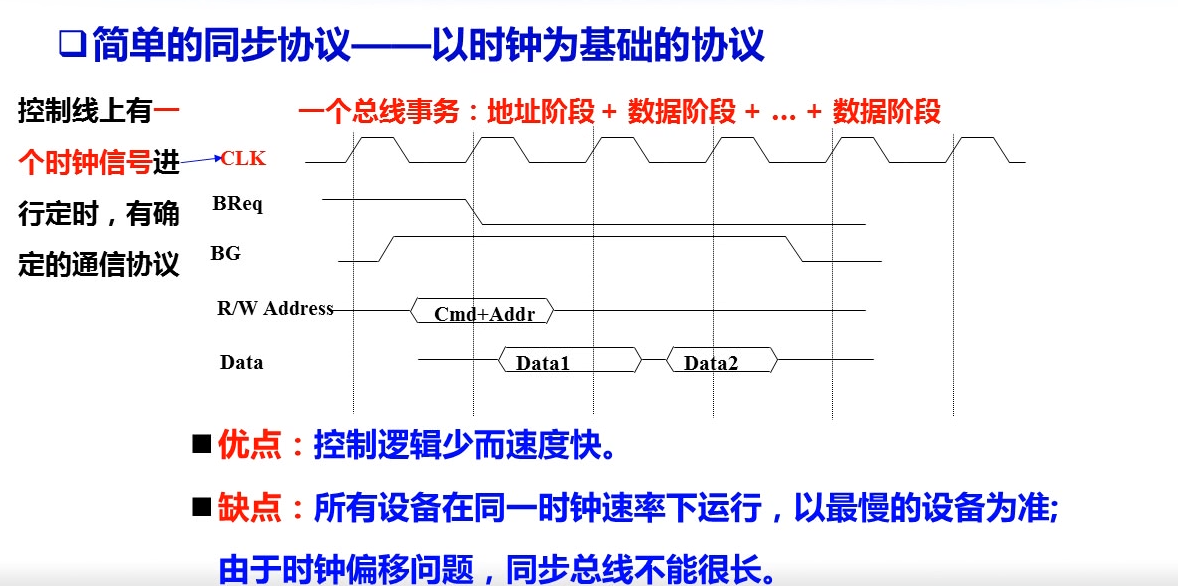 ❑简单的同步协议——以时钟为基础的协议
控制线上有一
个时钟信号进
行定时，有确
定的通信协议
一个总线事务：地址阶段 + 数据阶段 + … + 数据阶段
CLK
BReq
BG
R/W Address
Cmd+Addr
Data
Data1
Data2
■优点：控制逻辑少而速度快。
■缺点：所有设备在同一时钟速率下运行，以最慢的设备为准;
由于时钟偏移问题，同步总线不能很长。